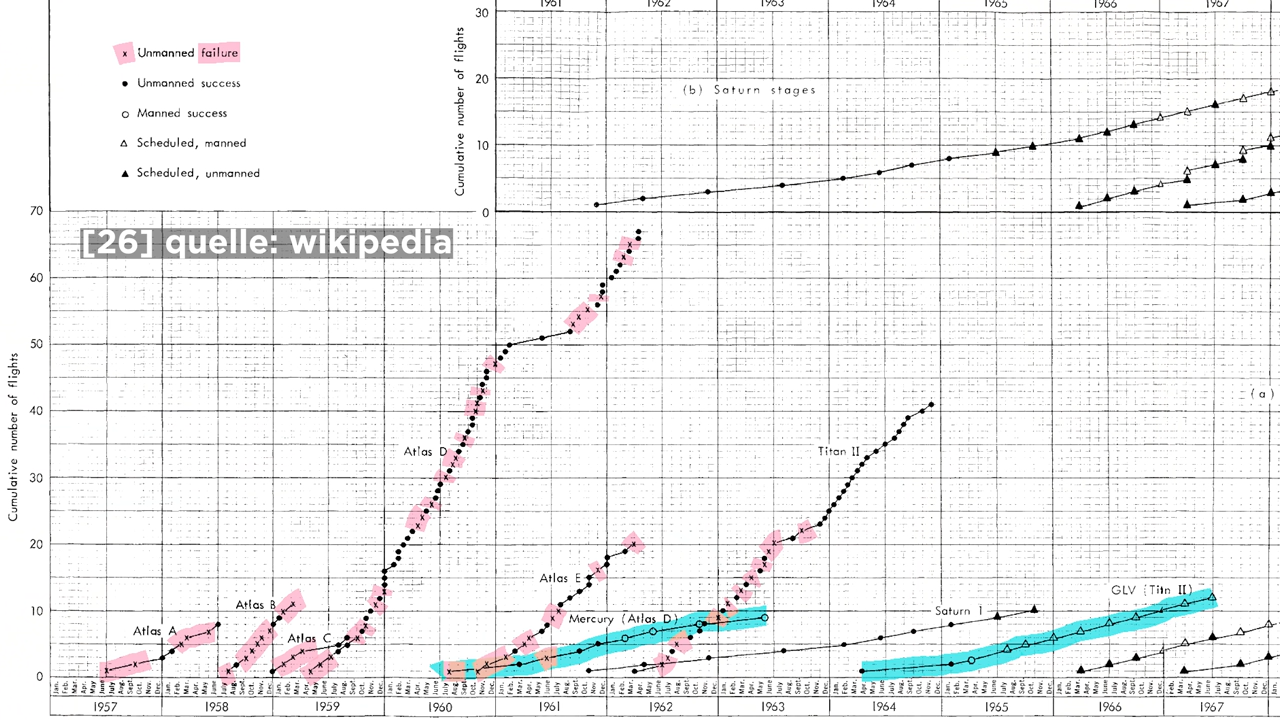 1961 1962 1963 1964 1965 1966 1967
30
20
10
0
Cumulative number of flights
(b) Saturn stages
Unmanned failure
Unmanned success
Manned success
Scheduled, manned
Scheduled, unmanned
[26] quelle: wikipedia
70
60
50
40
30
20
10
0
Cumulative number of flights
(a)
Atlas D
Titan II
Atlas E
Atlas B
Atlas A
Atlas C
Mercury (Atlas D)
Saturn I
GLV (Titn II)
1957 1958 1959 1960 1961 1962 1963 1964 1965 1966 1967